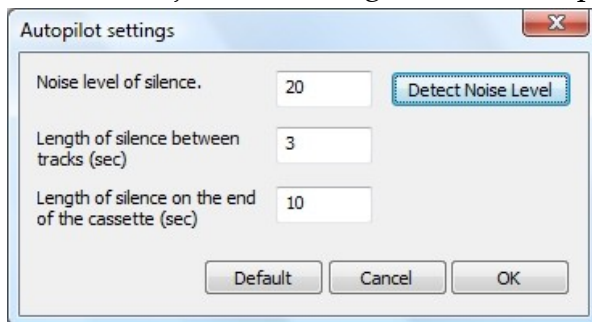 Autopilot settings
Noise level of silence.
20
Detect Noise Level
Length of silence between
tracks (sec)
3
Length of silence on the end
of the cassette (sec)
10
Default
Cancel
OK